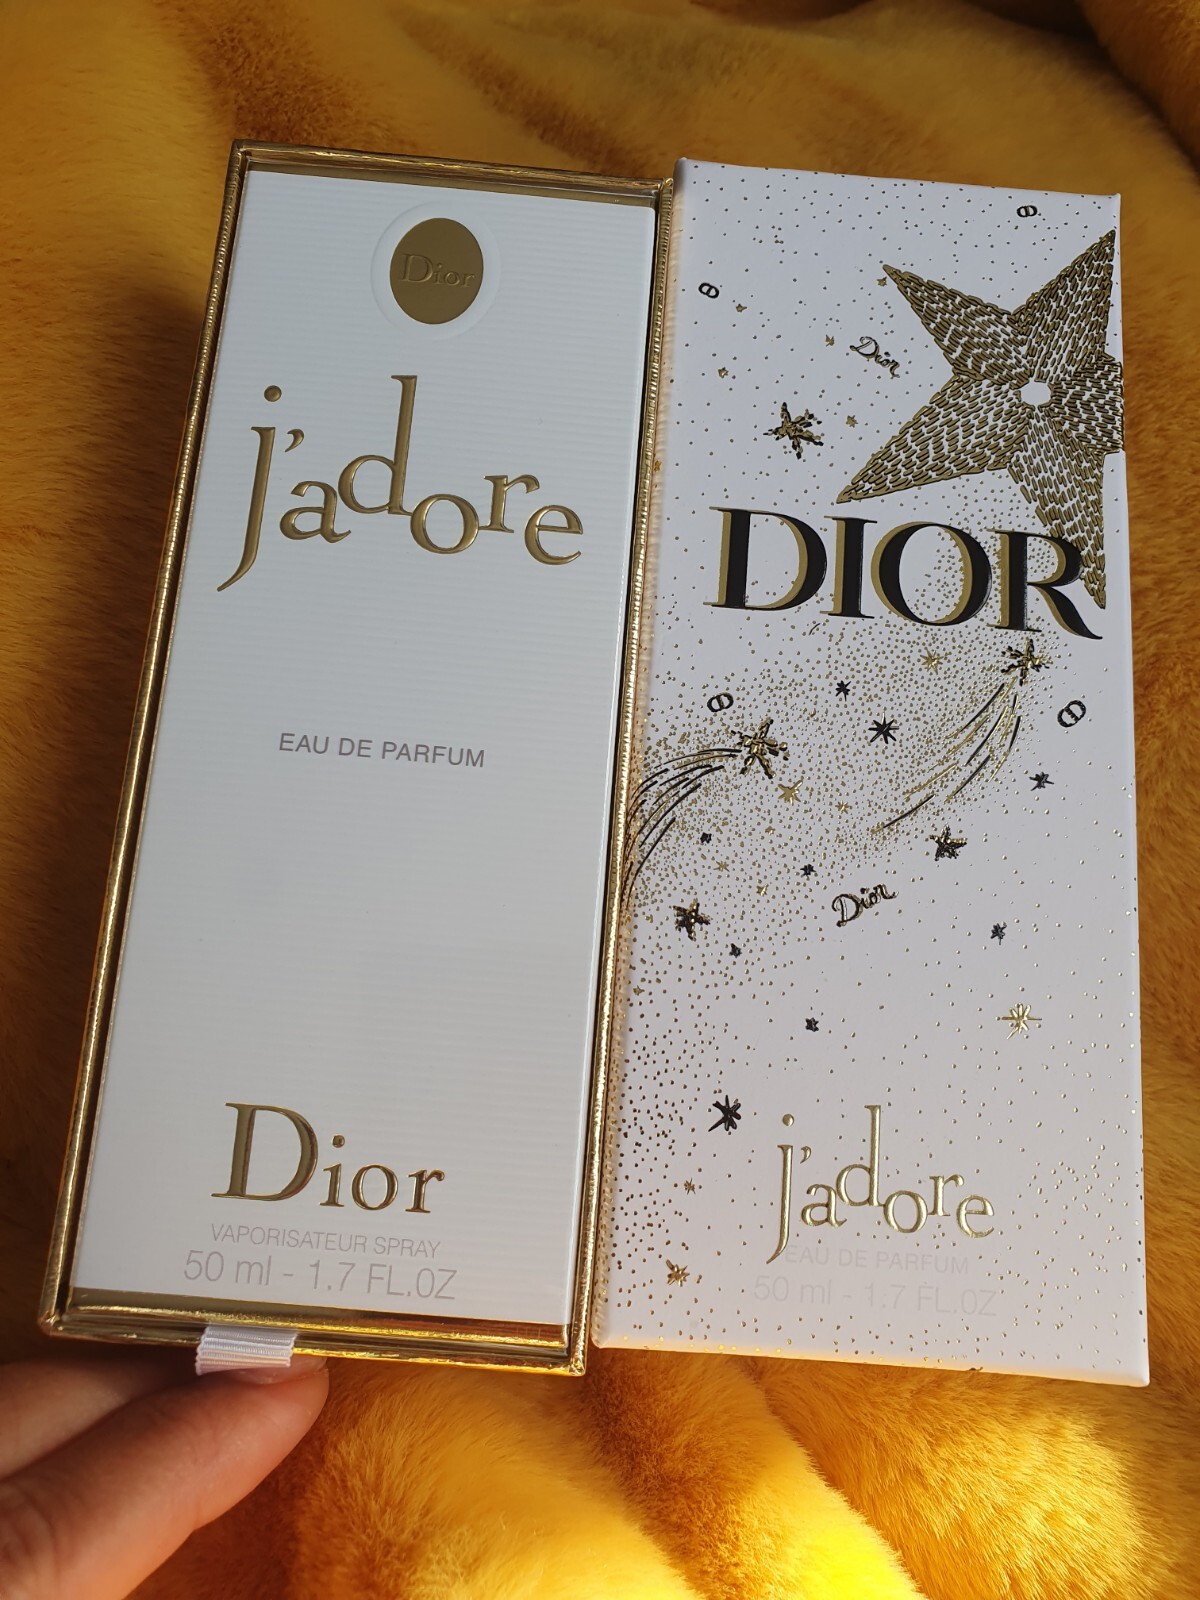 Dior
j'adore
EAU DE PARFUM
Dior
VAPORISATEUR SPRAY
50 ml - 1.7 FL.OZ
Dior
DIOR
Dior
j'adore
EAU DE PARFUM
50 ml - 1.7 FL.OZ